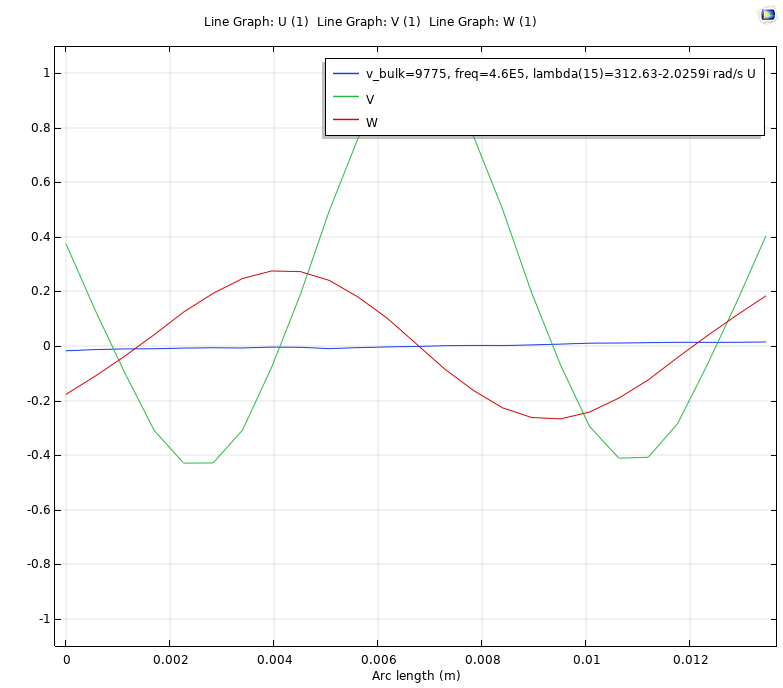 Line Graph: U (1) Line Graph: V (1) Line Graph: W (1)
v_bulk=9775, freq=4.6E5, lambda(15)=312.63-2.0259i rad/s U
V
W
1
0.8
0.6
0.4
0.2
0
-0.2
-0.4
-0.6
-0.8
-1
0 0.002 0.004 0.006 0.008 0.01 0.012
Arc length (m)